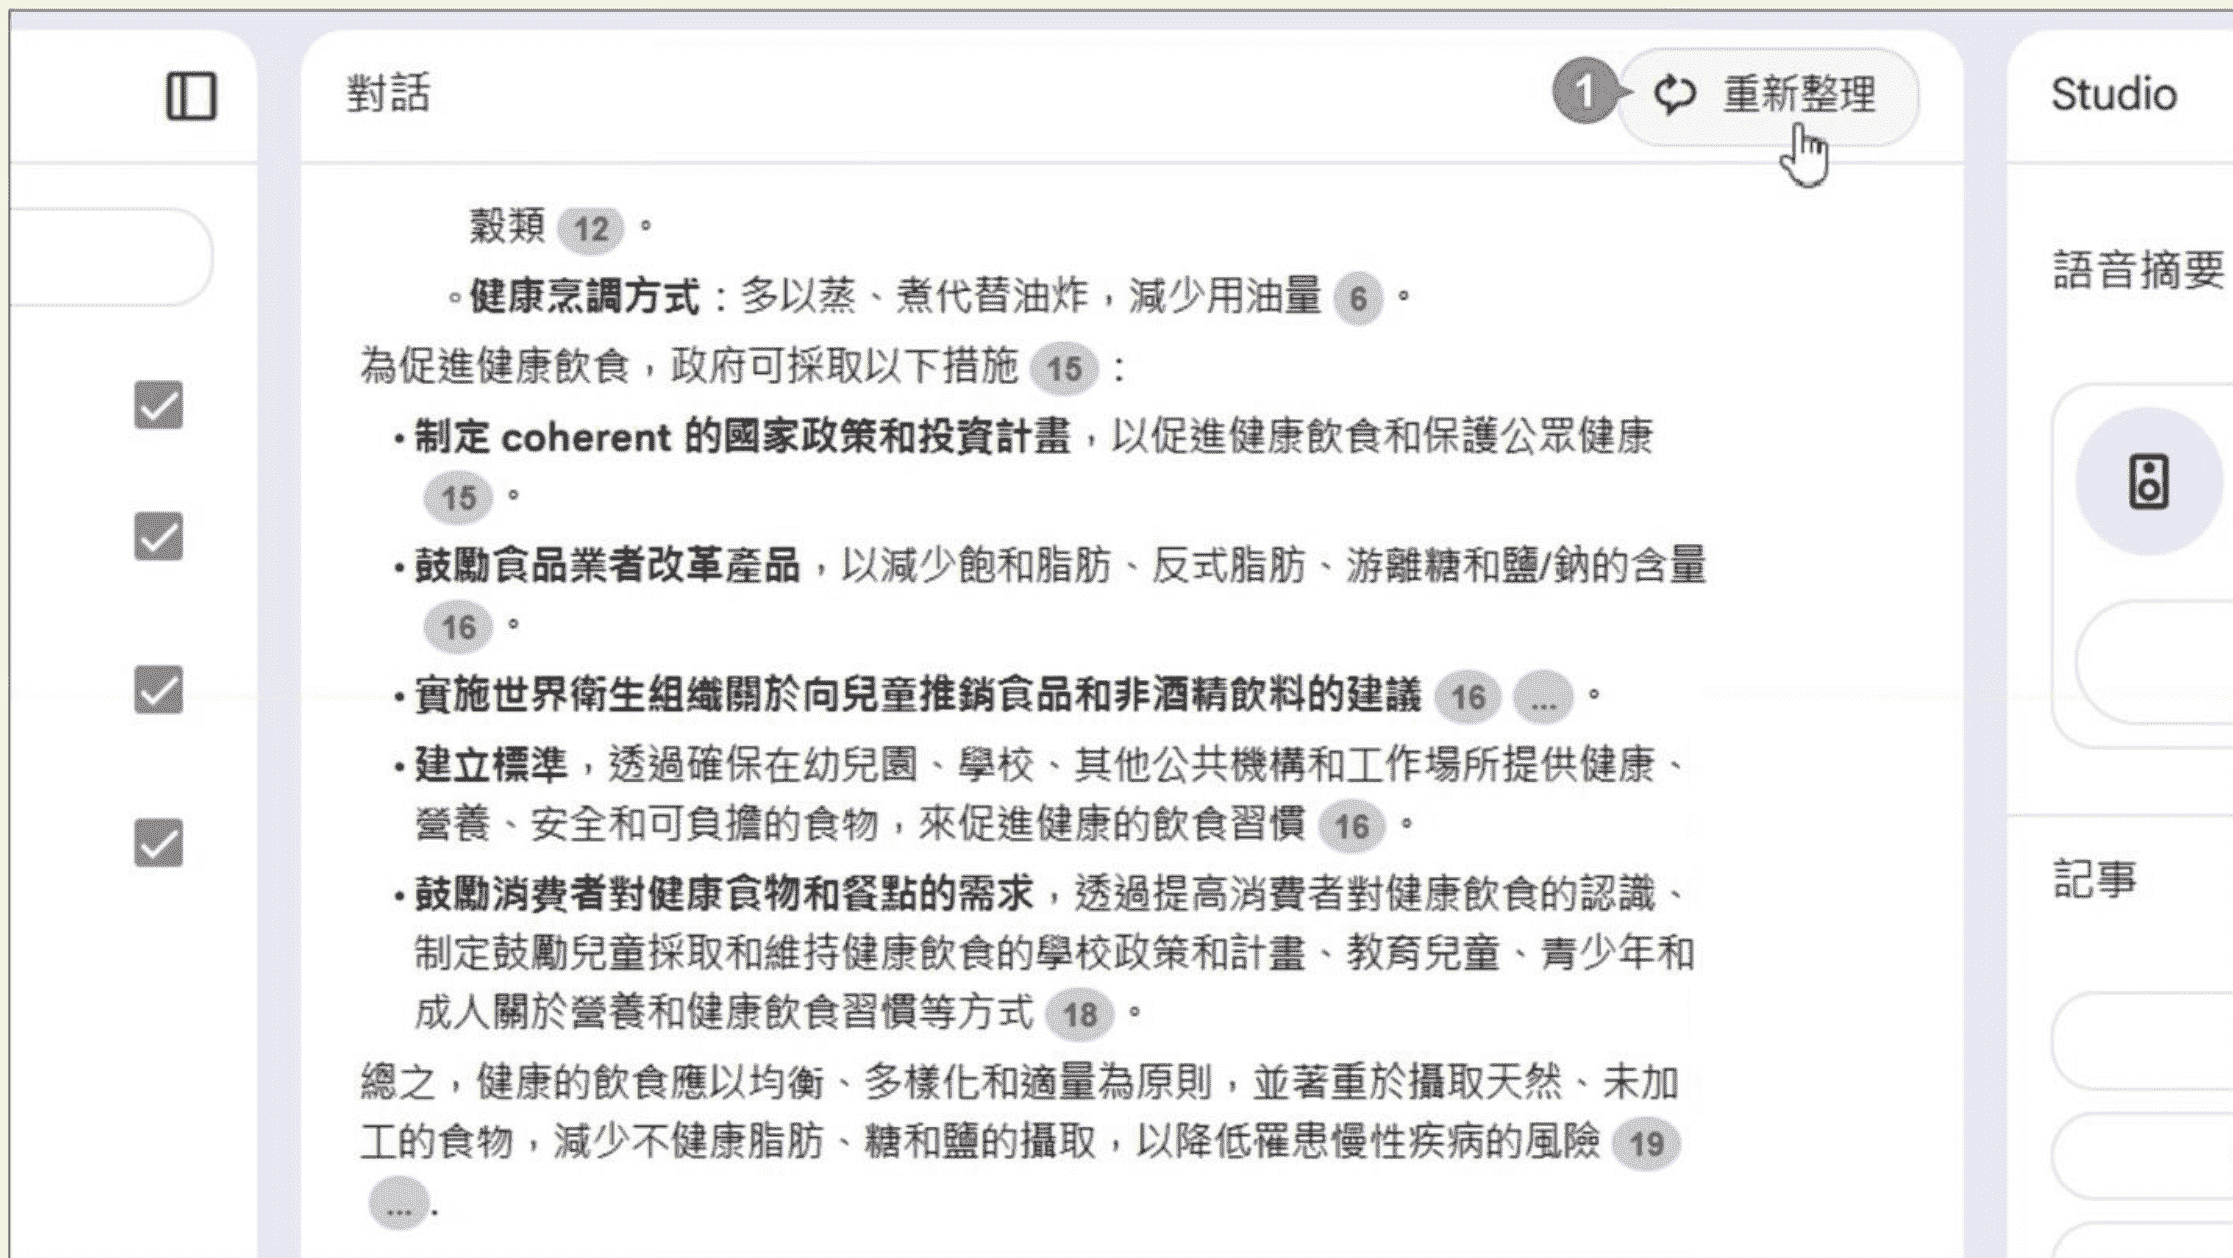 對話
1
重新整理
Studio
穀類 12 。
。健康烹調方式:多以蒸、煮代替油炸,減少用油量 6 。
為促進健康飲食,政府可採取以下措施 15 :
• 制定 coherent 的國家政策和投資計畫,以促進健康飲食和保護公眾健康
15 。
• 鼓勵食品業者改革產品,以減少飽和脂肪、反式脂肪、游離糖和鹽/鈉的含量
16 。
• 實施世界衛生組織關於向兒童推銷食品和非酒精飲料的建議 16 ... 。
• 建立標準,透過確保在幼兒園、學校、其他公共機構和工作場所提供健康、
營養、安全和可負擔的食物,來促進健康的飲食習慣 16 。
• 鼓勵消費者對健康食物和餐點的需求,透過提高消費者對健康飲食的認識、
制定鼓勵兒童採取和維持健康飲食的學校政策和計畫、教育兒童、青少年和
成人關於營養和健康飲食習慣等方式 18 。
總之,健康的飲食應以均衡、多樣化和適量為原則,並著重於攝取天然、未加
工的食物,減少不健康脂肪、糖和鹽的攝取,以降低罹患慢性疾病的風險 19
... .
語音摘要
記事